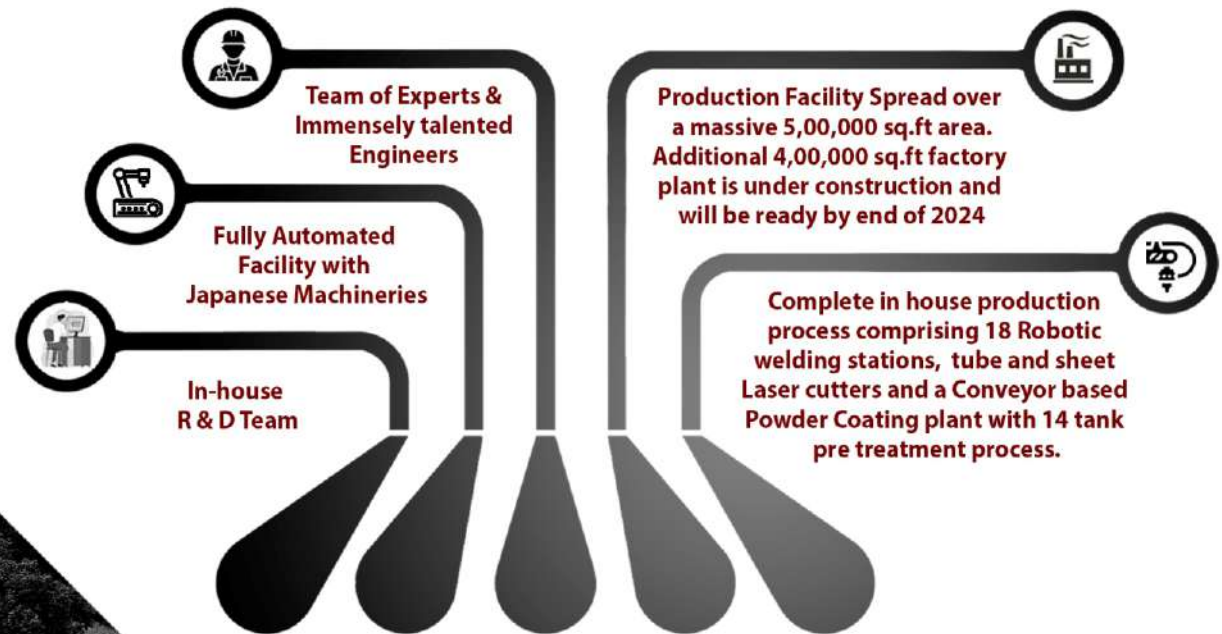 Team of Experts &
Immensely talented
Engineers
Fully Automated
Facility with
Japanese Machineries
In-house
R & D Team
Production Facility Spread over
a massive 5,00,000 sq.ft area.
Additional 4,00,000 sq.ft factory
plant is under construction and
will be ready by end of 2024
Complete in house production
process comprising 18 Robotic
welding stations, tube and sheet
Laser cutters and a Conveyor based
Powder Coating plant with 14 tank
pre treatment process.